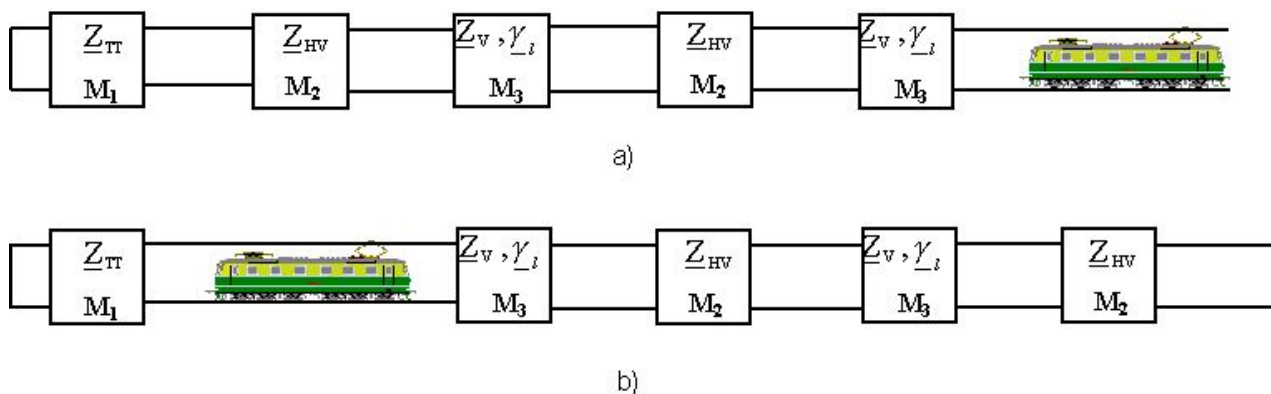 Z_TT Z_HV Z_V , γ_l Z_HV Z_V , γ_l
M₁ M₂ M₃ M₂ M₃
a)
Z_TT Z_V , γ_l Z_HV Z_V , γ_l Z_HV
M₁ M₃ M₂ M₃ M₂
b)